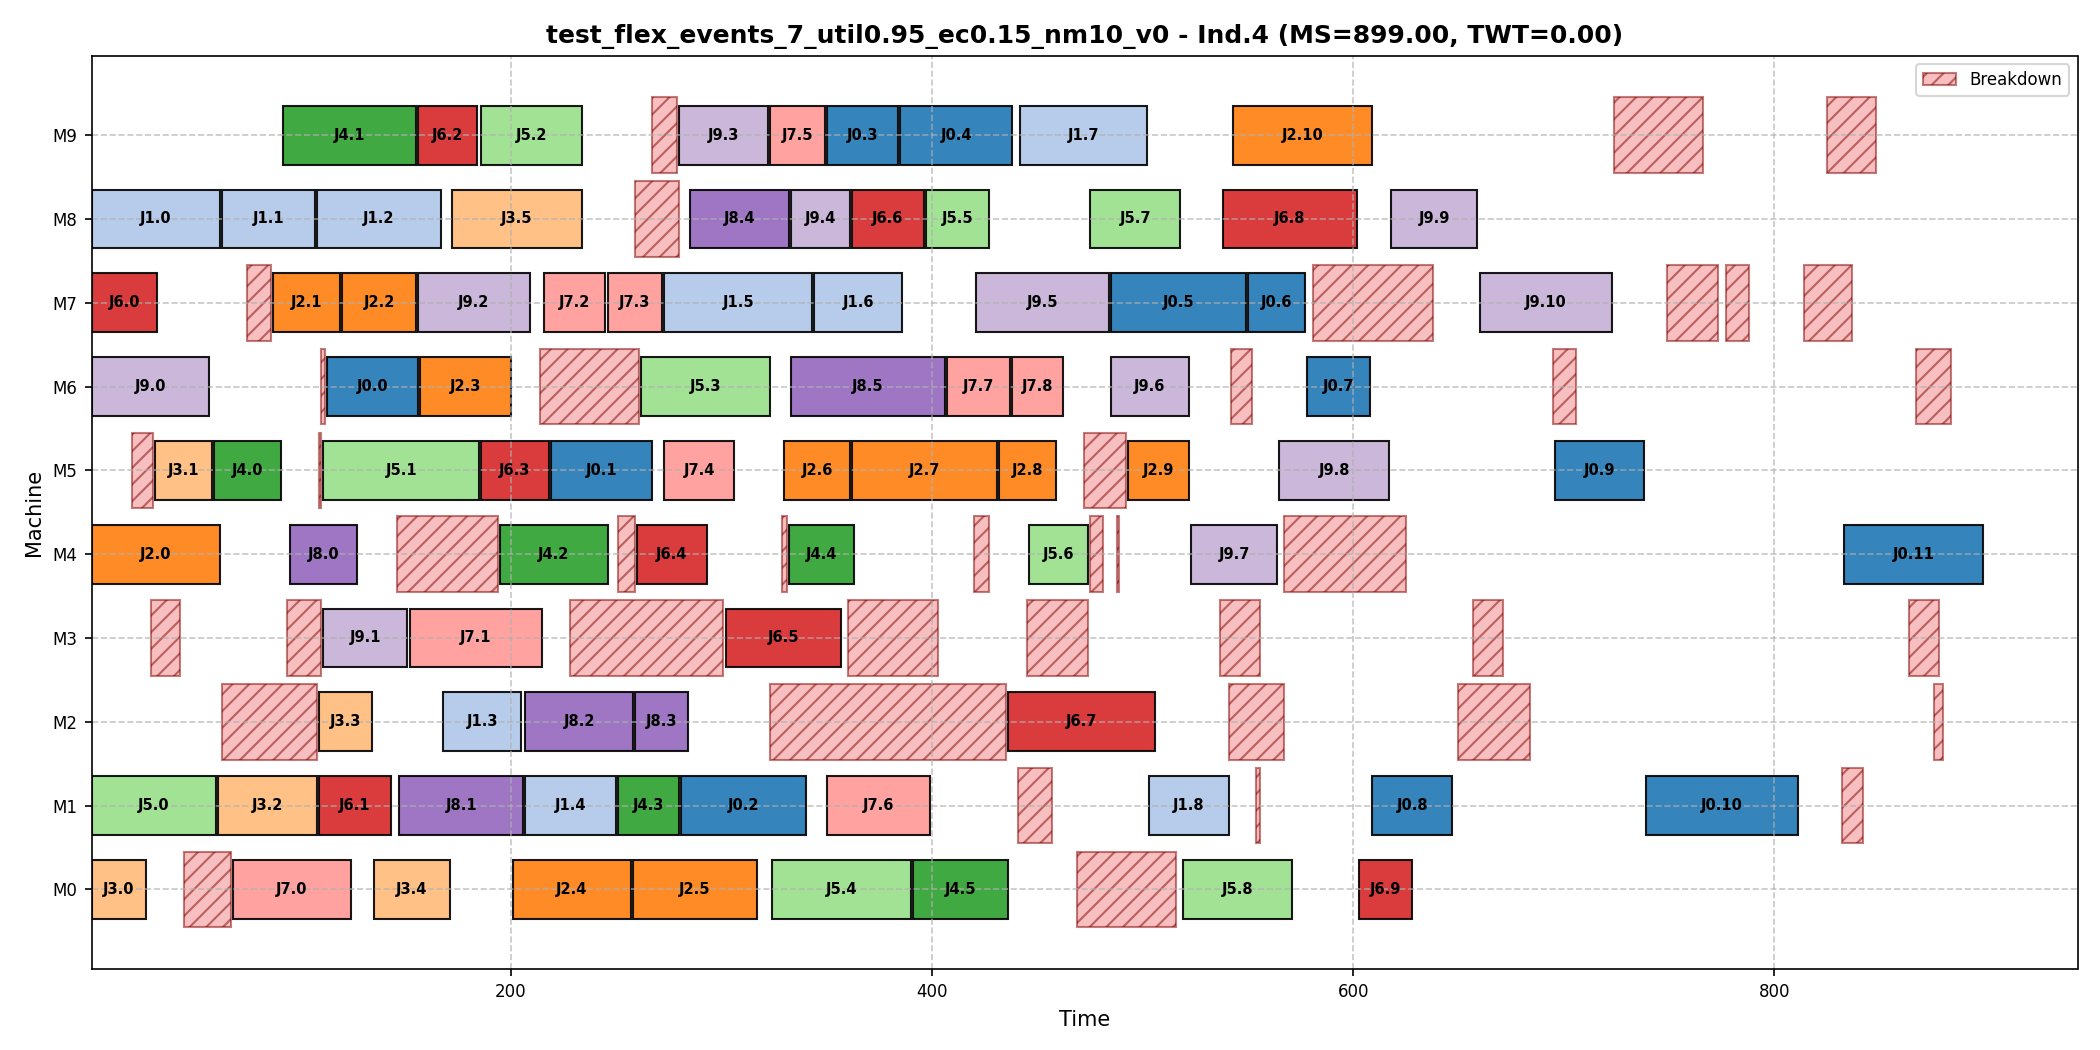 test_flex_events_7_util0.95_ec0.15_nm10_v0 - Ind.4 (MS=899.00, TWT=0.00)
Breakdown
M9 J4.1 J6.2 J5.2 J9.3 J7.5 J0.3 J0.4 J1.7 J2.10
M8 J1.0 J1.1 J1.2 J3.5 J8.4 J9.4 J6.6 J5.5 J5.7 J6.8 J9.9
M7 J6.0 J2.1 J2.2 J9.2 J7.2 J7.3 J1.5 J1.6 J9.5 J0.5 J0.6 J9.10
M6 J9.0 J0.0 J2.3 J5.3 J8.5 J7.7 J7.8 J9.6 J0.7
M5 J3.1 J4.0 J5.1 J6.3 J0.1 J7.4 J2.6 J2.7 J2.8 J2.9 J9.8 J0.9
M4 J2.0 J8.0 J4.2 J6.4 J4.4 J5.6 J9.7 J0.11
M3 J9.1 J7.1 J6.5
M2 J3.3 J1.3 J8.2 J8.3 J6.7
M1 J5.0 J3.2 J6.1 J8.1 J1.4 J4.3 J0.2 J7.6 J1.8 J0.8 J0.10
M0 J3.0 J7.0 J3.4 J2.4 J2.5 J5.4 J4.5 J5.8 J6.9
Machine
200 400 600 800
Time